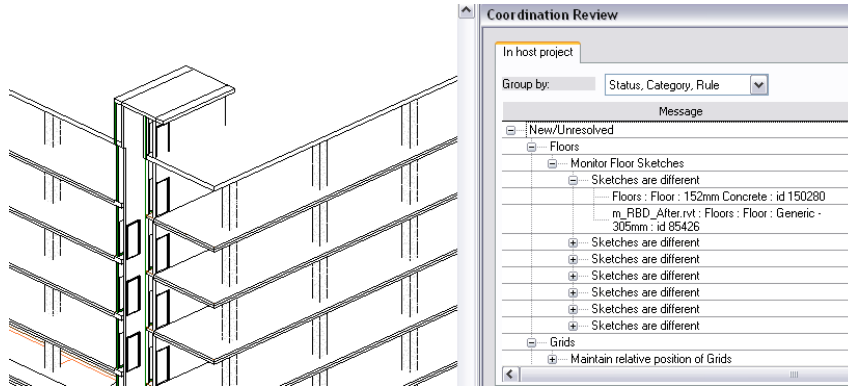 Coordination Review
In host project
Group by:
Status, Category, Rule
Message
New/Unresolved
Floors
Monitor Floor Sketches
Sketches are different
Floors : Floor : 152mm Concrete : id 150280
m_RBD_After.rvt : Floors : Floor : Generic -
305mm : id 85426
Sketches are different
Sketches are different
Sketches are different
Sketches are different
Sketches are different
Sketches are different
Grids
Maintain relative position of Grids